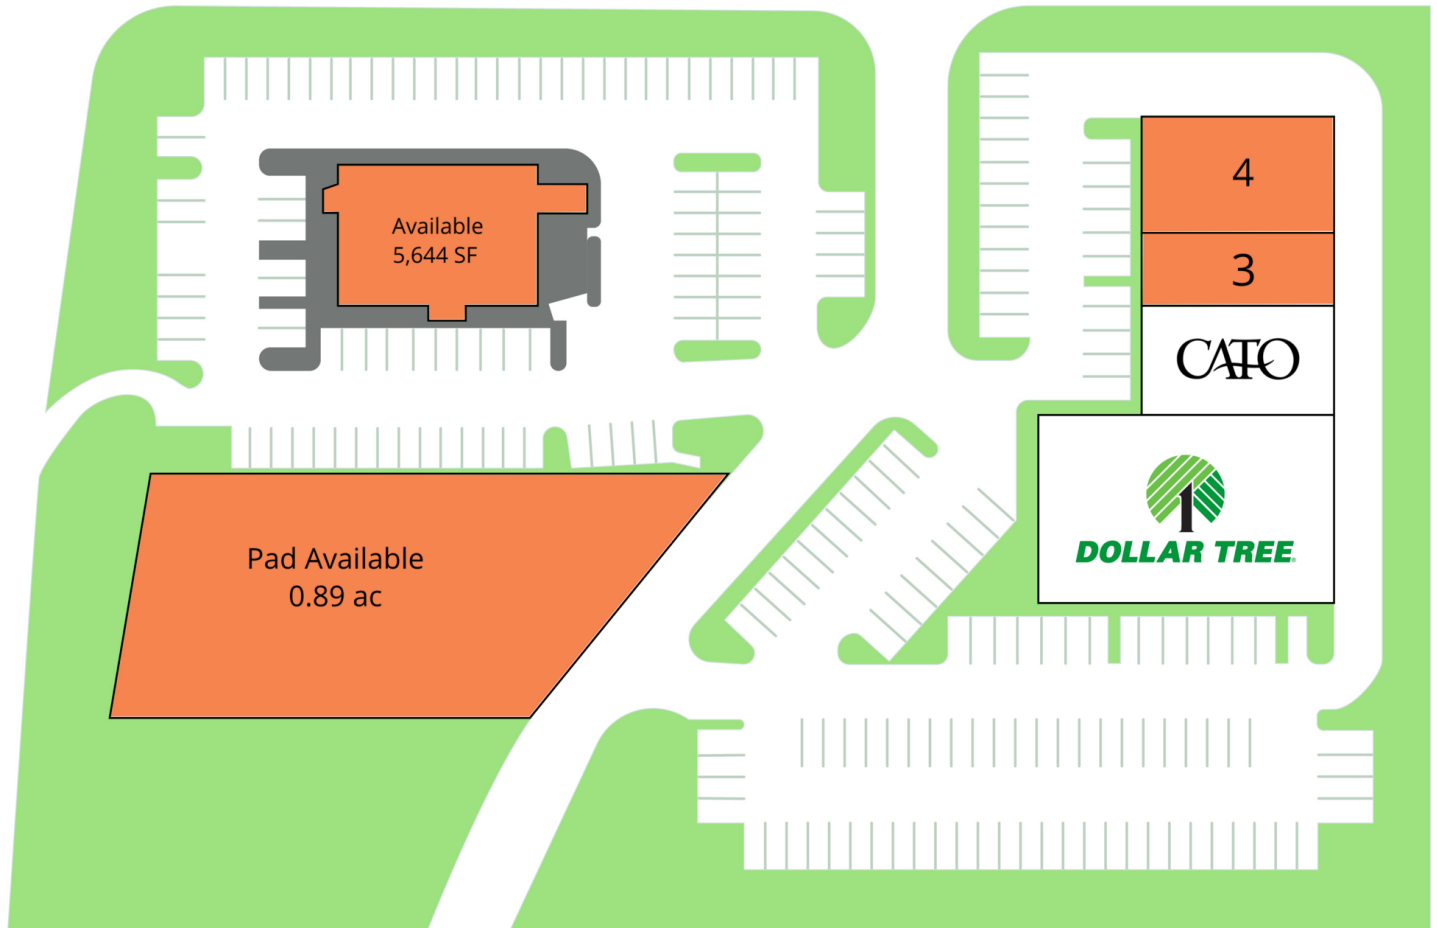 Available
5,644 SF
4
3
CATO
DOLLAR TREE
Pad Available
0.89 ac